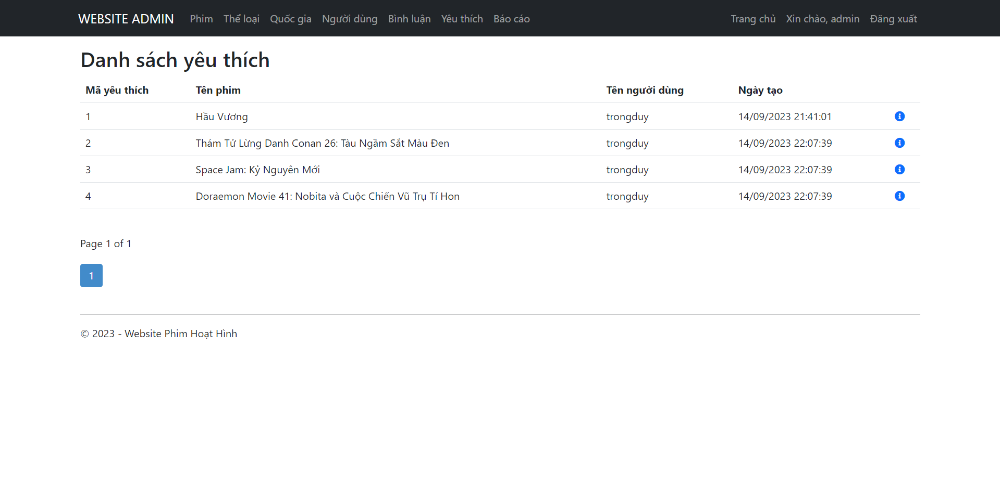 WEBSITE ADMIN Phim Thể loại Quốc gia Người dùng Bình luận Yêu thích Báo cáo Trang chủ Xin chào, admin Đăng xuất
Danh sách yêu thích
Mã yêu thích Tên phim Tên người dùng Ngày tạo
1 Hầu Vương trongduy 14/09/2023 21:41:01
2 Thám Tử Lừng Danh Conan 26: Tàu Ngầm Sắt Màu Đen trongduy 14/09/2023 22:07:39
3 Space Jam: Kỷ Nguyên Mới trongduy 14/09/2023 22:07:39
4 Doraemon Movie 41: Nobita và Cuộc Chiến Vũ Trụ Tí Hon trongduy 14/09/2023 22:07:39
Page 1 of 1
1
© 2023 - Website Phim Hoạt Hình